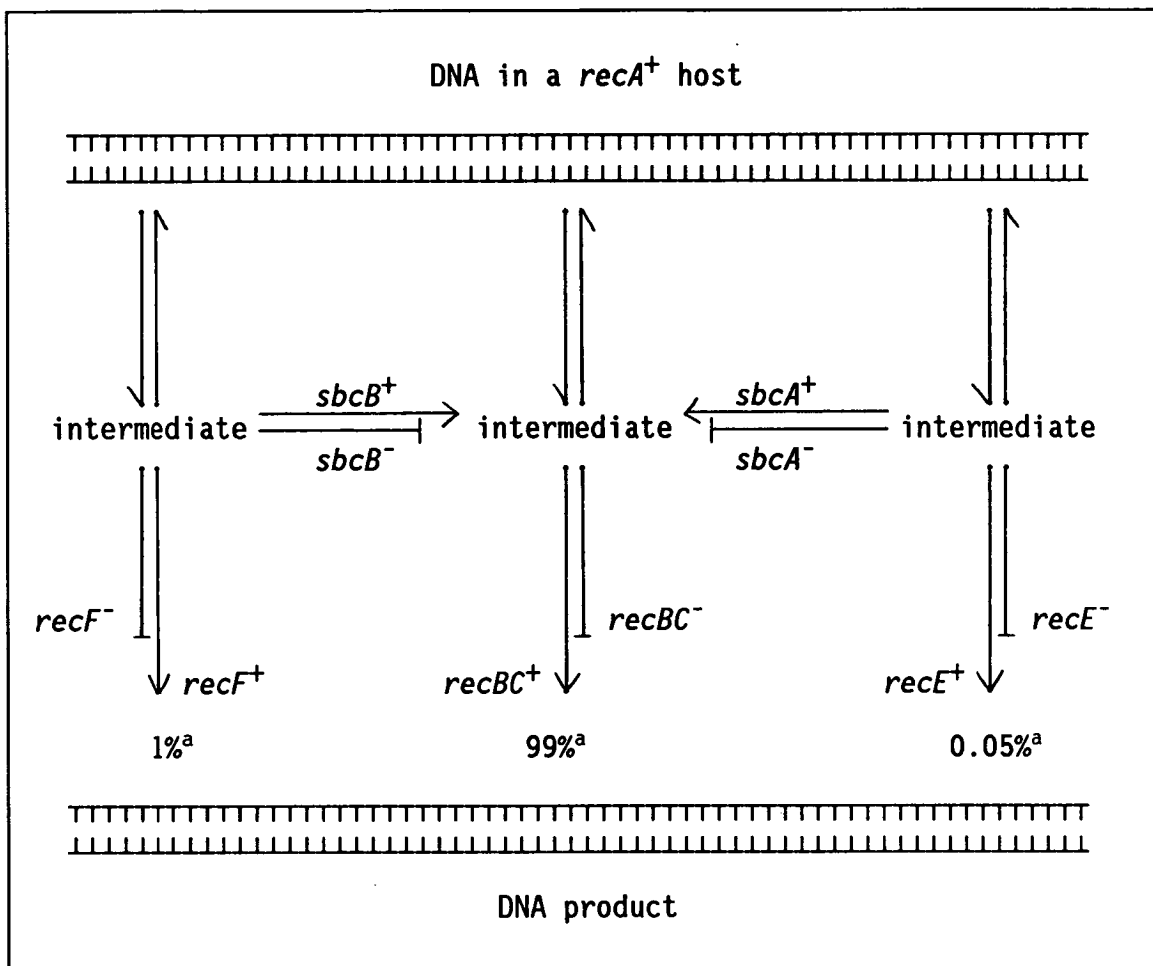 DNA in a recA⁺ host
sbcB⁺ sbcA⁺
intermediate intermediate intermediate
sbcB⁻ sbcA⁻
recF⁻ recBC⁻ recE⁻
recF⁺ recBC⁺ recE⁺
1%ᵃ 99%ᵃ 0.05%ᵃ
DNA product